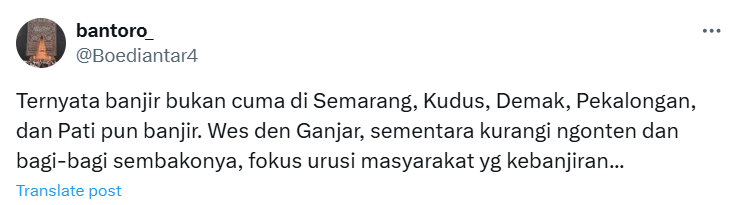 bantoro_
@Boediantar4
Ternyata banjir bukan cuma di Semarang, Kudus, Demak, Pekalongan,
dan Pati pun banjir. Wes den Ganjar, sementara kurangi ngonten dan
bagi-bagi sembakonya, fokus urusi masyarakat yg kebanjiran...
Translate post